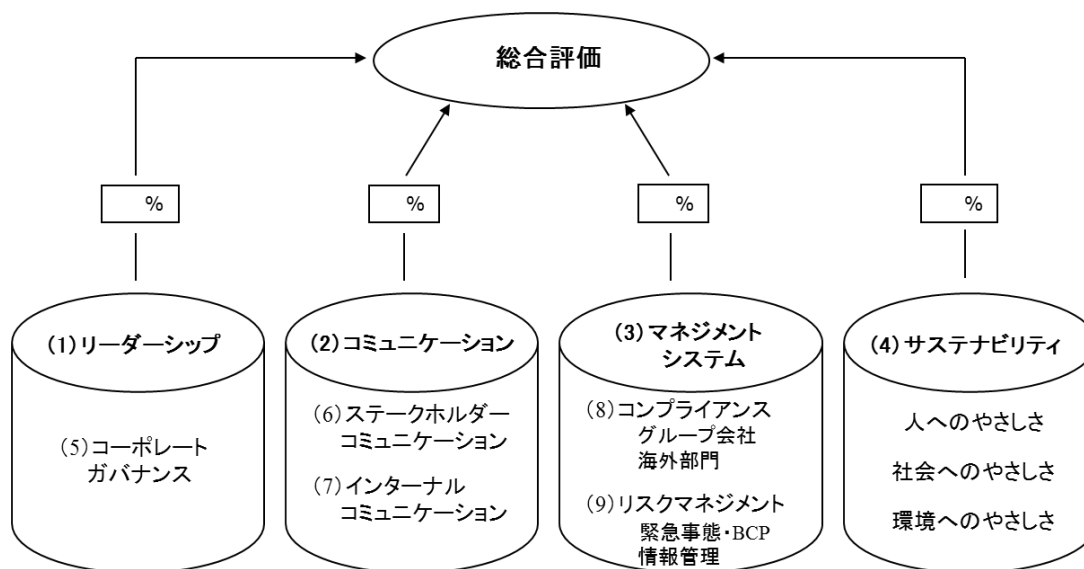 総合評価
%
%
%
%
(1)リーダーシップ
(2)コミュニケーション
(3)マネジメント
システム
(4)サステナビリティ
(5)コーポレート
ガバナンス
(6)ステークホルダー
コミュニケーション
(7)インターナル
コミュニケーション
(8)コンプライアンス
グループ会社
海外部門
(9)リスクマネジメント
緊急事態・BCP
情報管理
人へのやさしさ
社会へのやさしさ
環境へのやさしさ